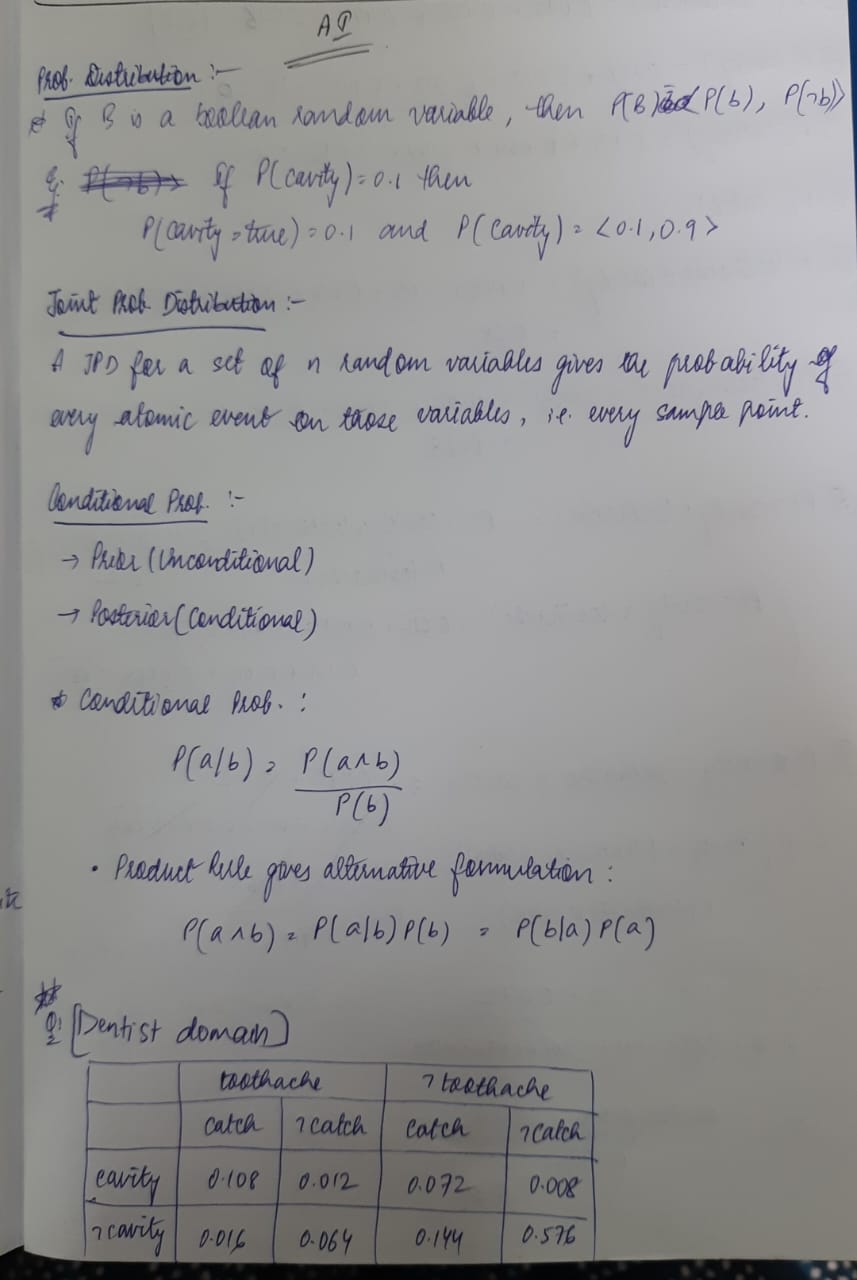 AI
Prob. Distribution :-
* If B is a boolean random variable, then P(B) = <P(b), P(¬b)>
Eg. If P(cavity) = 0.1 then
P(cavity = true) = 0.1 and P(Cavity) = <0.1, 0.9>
Joint Prob Distribution :-
A JPD for a set of n random variables gives the probability of
every atomic event on those variables, i.e. every sample point.
Conditional Prob. :-
→ Prior (Unconditional)
→ Posterior (Conditional)
* Conditional Prob. :
P(a|b) = P(a∧b)
P(b)
• Product Rule gives alternative formulation :
P(a∧b) = P(a|b) P(b) = P(b|a) P(a)
**
Q: [Dentist domain]
toothache ¬toothache
catch ¬catch catch ¬catch
cavity 0.108 0.012 0.072 0.008
¬cavity 0.016 0.064 0.144 0.576